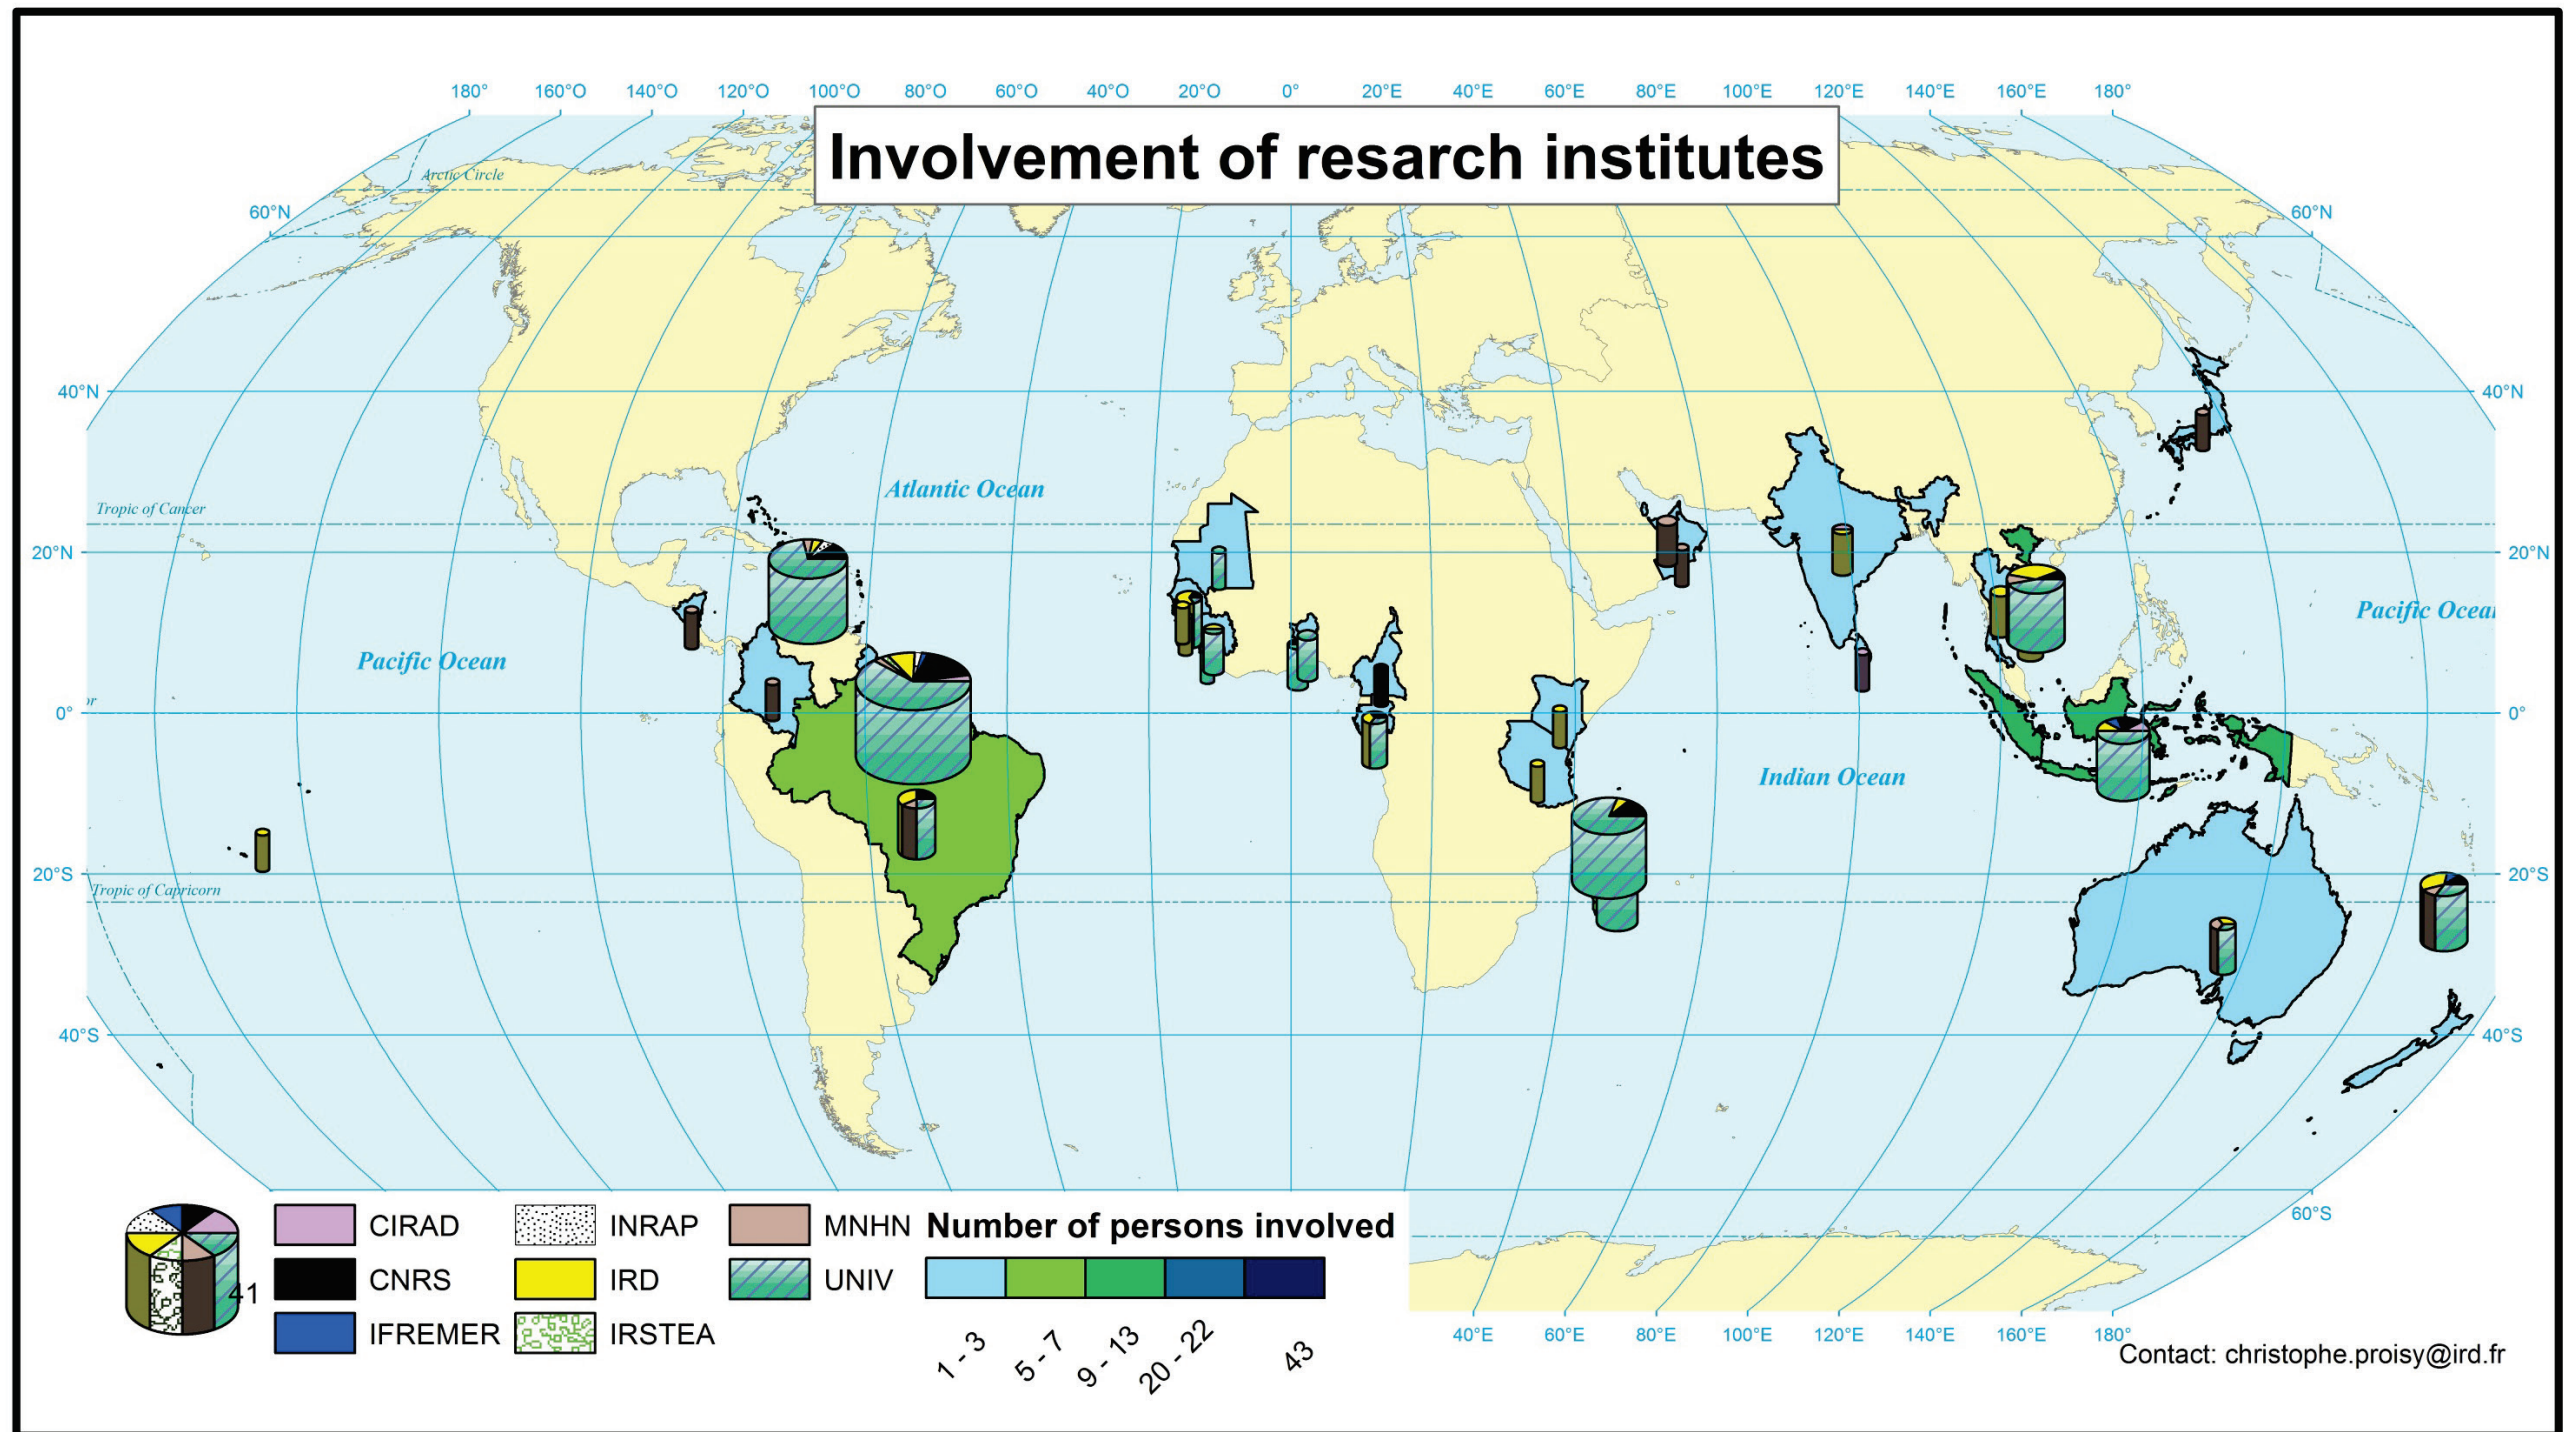 180° 160°O 140°O 120°O 100°O 80°O 60°O 40°O 20°O 0° 20°E 40°E 60°E 80°E 100°E 120°E 140°E 160°E 180°
Involvement of resarch institutes
Arctic Circle
60°N 60°N
40°N 40°N
Atlantic Ocean
Tropic of Cancer
20°N 20°N
Pacific Ocean
Pacific Ocea
or
0° 0°
Indian Ocean
20°S 20°S
Tropic of Capricorn
40°S 40°S
60°S
41
CIRAD INRAP MNHN Number of persons involved
CNRS IRD UNIV
IFREMER IRSTEA
1 - 3 5 - 7 9 - 13 20 - 22 43
40°E 60°E 80°E 100°E 120°E 140°E 160°E 180°
Contact: christophe.proisy@ird.fr